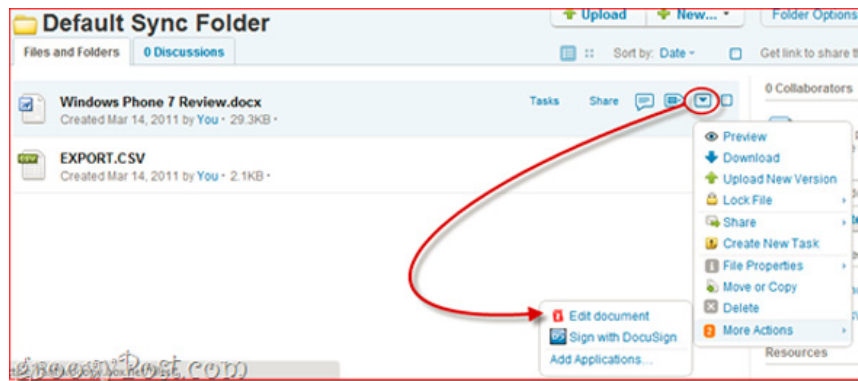 Default Sync Folder
Upload New...
Folder Options
Files and Folders 0 Discussions
Sort by: Date
Get link to share
Windows Phone 7 Review.docx
Created Mar 14, 2011 by You · 29.3KB ·
Tasks Share
0 Collaborators
EXPORT.CSV
Created Mar 14, 2011 by You · 2.1KB ·
Preview
Download
Upload New Version
Lock File
Share
Create New Task
File Properties
Move or Copy
Delete
More Actions
Edit document
Sign with DocuSign
Add Applications...
Resources
groovyPost.com